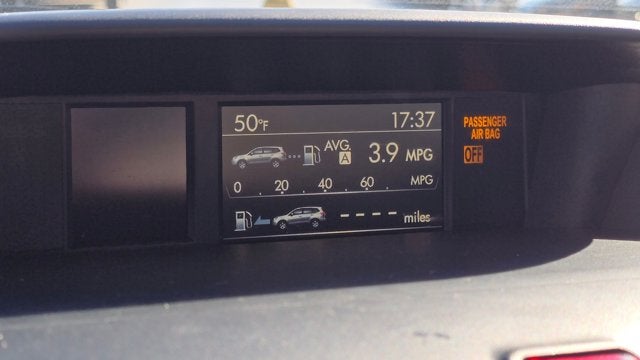 50°F 17:37
AVG. A 3.9 MPG
0 . 20 . 40 . 60 . MPG
---- miles
PASSENGER
AIR BAG
OFF